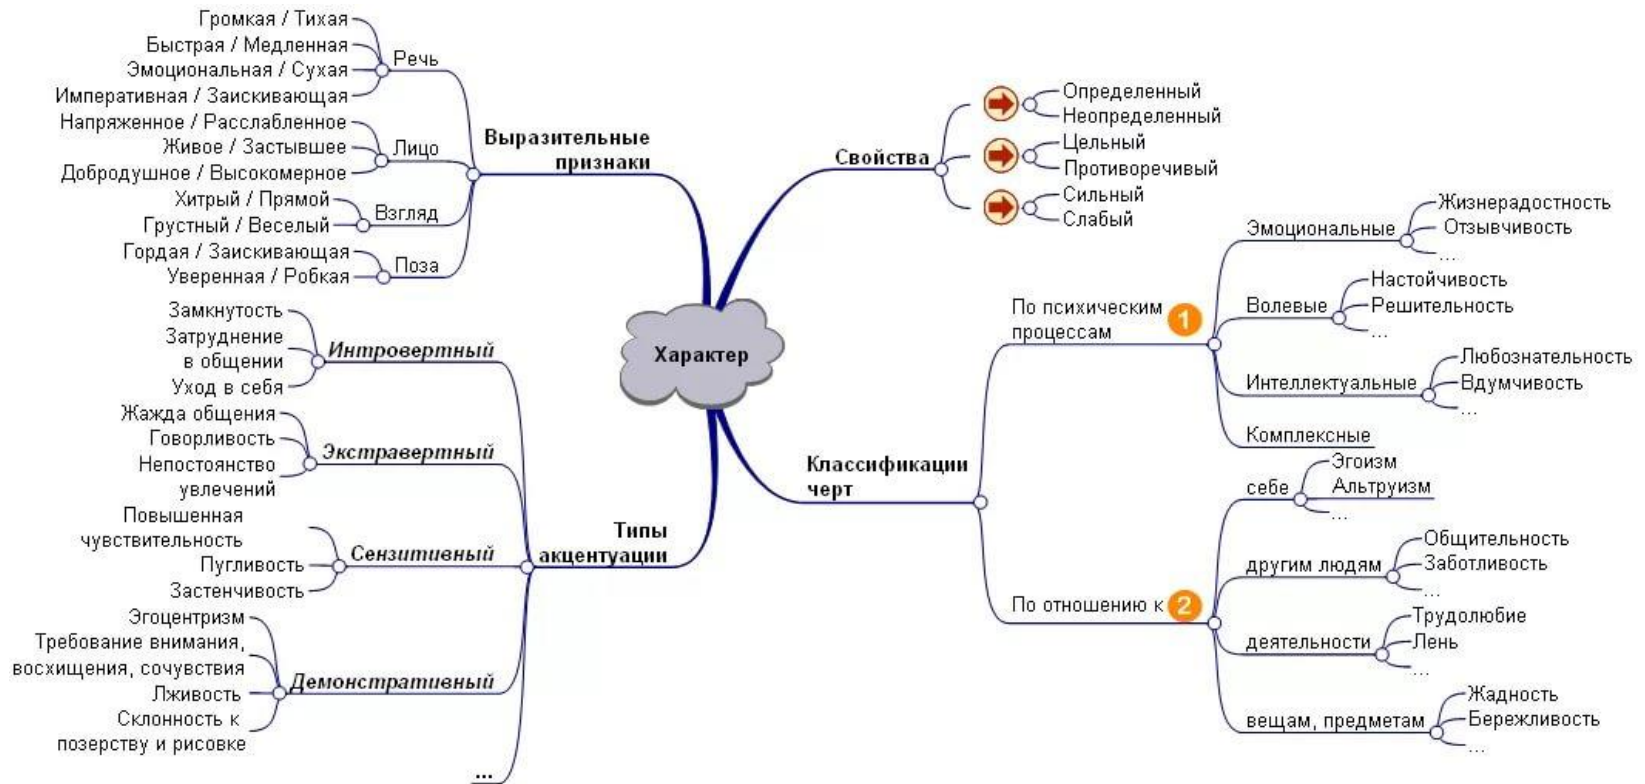 Характер
Выразительные
признаки
Речь
Громкая / Тихая
Быстрая / Медленная
Эмоциональная / Сухая
Императивная / Заискивающая
Лицо
Напряженное / Расслабленное
Живое / Застывшее
Добродушное / Высокомерное
Взгляд
Хитрый / Прямой
Грустный / Веселый
Поза
Гордая / Заискивающая
Уверенная / Робкая
Типы
акцентуации
Интровертный
Замкнутость
Затруднение
в общении
Уход в себя
Экстравертный
Жажда общения
Говорливость
Непостоянство
увлечений
Сензитивный
Повышенная
чувствительность
Пугливость
Застенчивость
Демонстративный
Эгоцентризм
Требование внимания,
восхищения, сочувствия
Лживость
Склонность к
позерству и рисовке
...
Свойства
Определенный
Неопределенный
Цельный
Противоречивый
Сильный
Слабый
Классификации
черт
По психическим
процессам
1
Эмоциональные
Жизнерадостность
Отзывчивость
...
Волевые
Настойчивость
Решительность
...
Интеллектуальные
Любознательность
Вдумчивость
...
Комплексные
По отношению к
2
себе
Эгоизм
Альтруизм
...
другим людям
Общительность
Заботливость
...
деятельности
Трудолюбие
Лень
...
вещам, предметам
Жадность
Бережливость
...